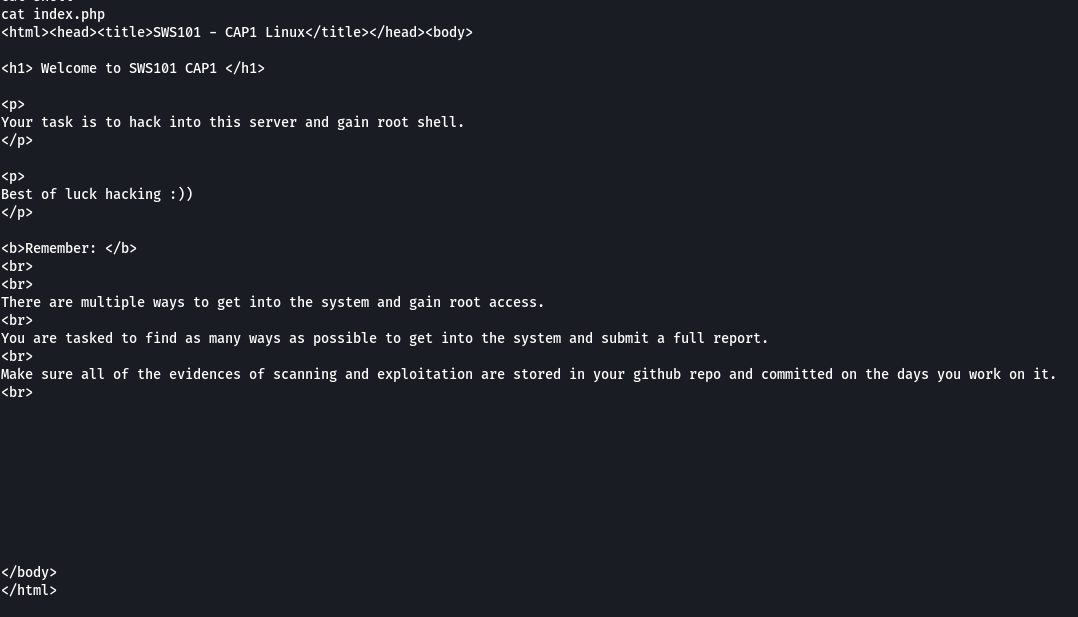 cat index.php
<html><head><title>SWS101 - CAP1 Linux</title></head><body>
<h1> Welcome to SWS101 CAP1 </h1>
<p>
Your task is to hack into this server and gain root shell.
</p>
<p>
Best of luck hacking :))
</p>
<b>Remember: </b>
<br>
<br>
There are multiple ways to get into the system and gain root access.
<br>
You are tasked to find as many ways as possible to get into the system and submit a full report.
<br>
Make sure all of the evidences of scanning and exploitation are stored in your github repo and committed on the days you work on it.
<br>
</body>
</html>